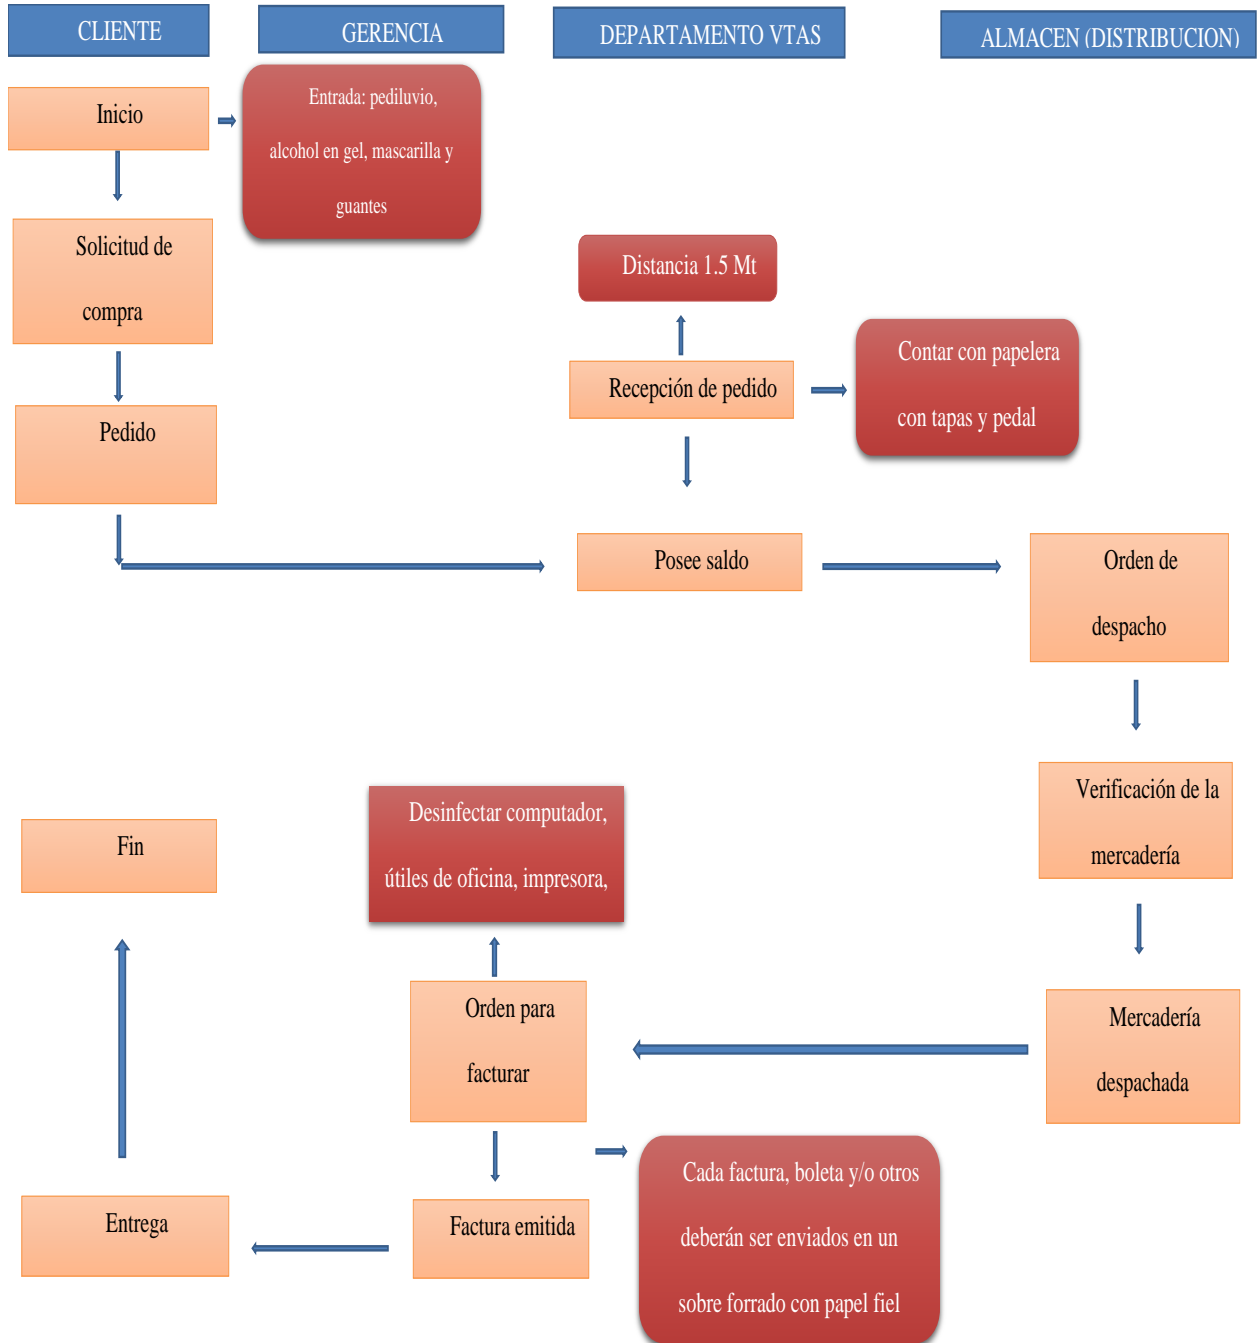 CLIENTE
GERENCIA
DEPARTAMENTO VTAS
ALMACEN (DISTRIBUCION)
Inicio
Entrada: pediluvio,
alcohol en gel, mascarilla y
guantes
Solicitud de
compra
Distancia 1.5 Mt
Pedido
Recepción de pedido
Contar con papelera
con tapas y pedal
Posee saldo
Orden de
despacho
Verificación de la
mercadería
Desinfectar computador,
útiles de oficina, impresora,
Fin
Orden para
facturar
Mercadería
despachada
Cada factura, boleta y/o otros
deberán ser enviados en un
sobre forrado con papel fiel
Factura emitida
Entrega